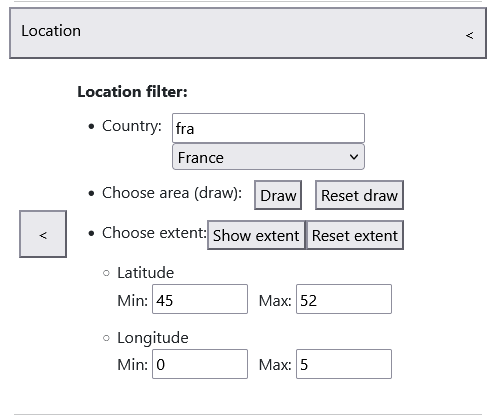 Location <
Location filter:
Country: fra
France
Choose area (draw): Draw Reset draw
<
Choose extent: Show extent Reset extent
Latitude
Min: 45 Max: 52
Longitude
Min: 0 Max: 5